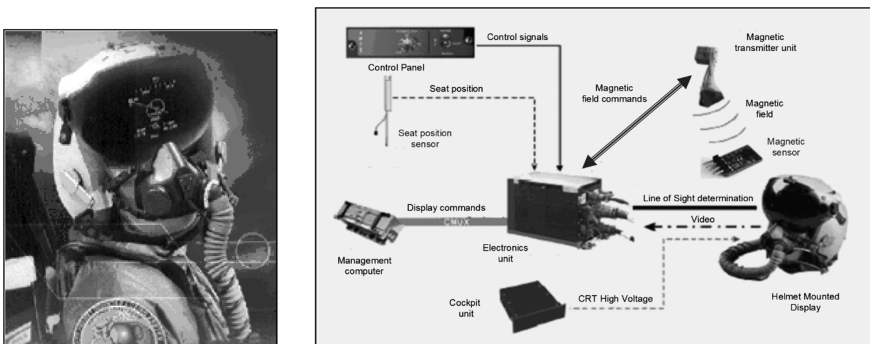 Control signals
Control Panel
Magnetic
transmitter unit
Seat position
Magnetic
field commands
Magnetic
field
Seat position
sensor
Magnetic
sensor
Display commands
CMUX
Line of Sight determination
Video
Management
computer
Electronics
unit
Cockpit
unit
CRT High Voltage
Helmet Mounted
Display